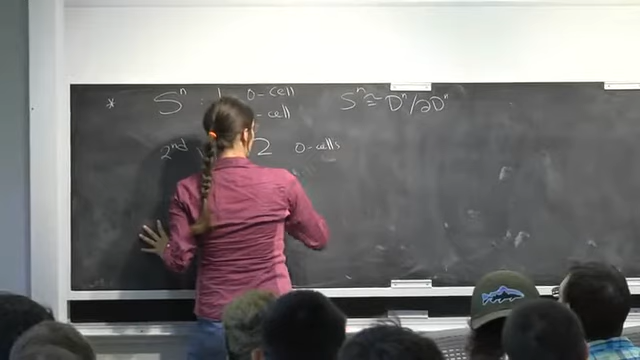 * Sⁿ : 1 0-cell
-cell
Sⁿ ≅ Dⁿ/∂Dⁿ
2ⁿᵈ 2 0-cells